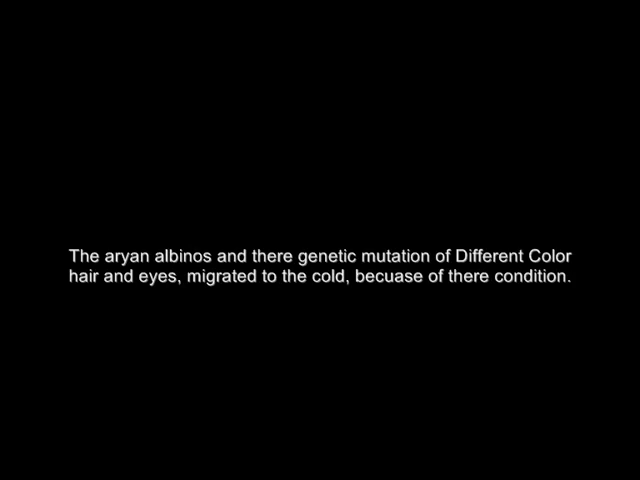 The aryan albinos and there genetic mutation of Different Color
hair and eyes, migrated to the cold, becuase of there condition.